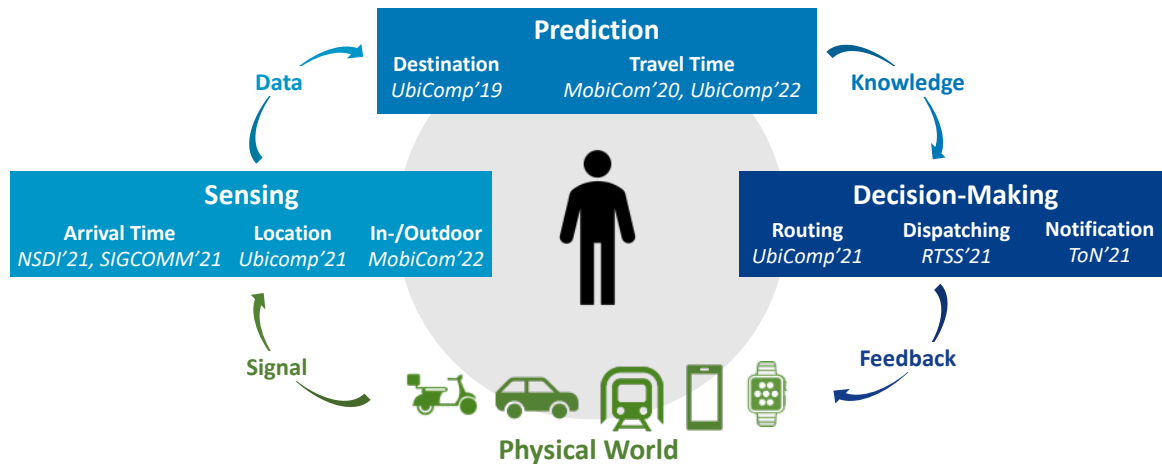 Prediction
Destination
UbiComp'19
Travel Time
MobiCom'20, UbiComp'22
Data
Knowledge
Sensing
Arrival Time
NSDI'21, SIGCOMM'21
Location
Ubicomp'21
In-/Outdoor
MobiCom'22
Decision-Making
Routing
UbiComp'21
Dispatching
RTSS'21
Notification
ToN'21
Signal
Feedback
Physical World